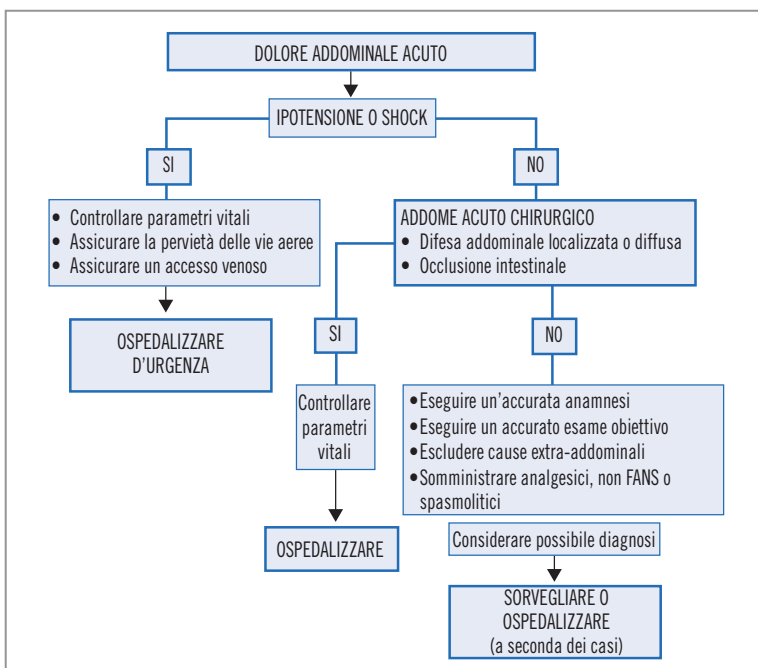 DOLORE ADDOMINALE ACUTO
IPOTENSIONE O SHOCK
SI
NO
• Controllare parametri vitali
• Assicurare la pervietà delle vie aeree
• Assicurare un accesso venoso
ADDOME ACUTO CHIRURGICO
• Difesa addominale localizzata o diffusa
• Occlusione intestinale
OSPEDALIZZARE
D'URGENZA
SI
NO
Controllare
parametri
vitali
•Eseguire un'accurata anamnesi
•Eseguire un accurato esame obiettivo
•Escludere cause extra-addominali
•Somministrare analgesici, non FANS o
spasmolitici
OSPEDALIZZARE
Considerare possibile diagnosi
SORVEGLIARE O
OSPEDALIZZARE
(a seconda dei casi)